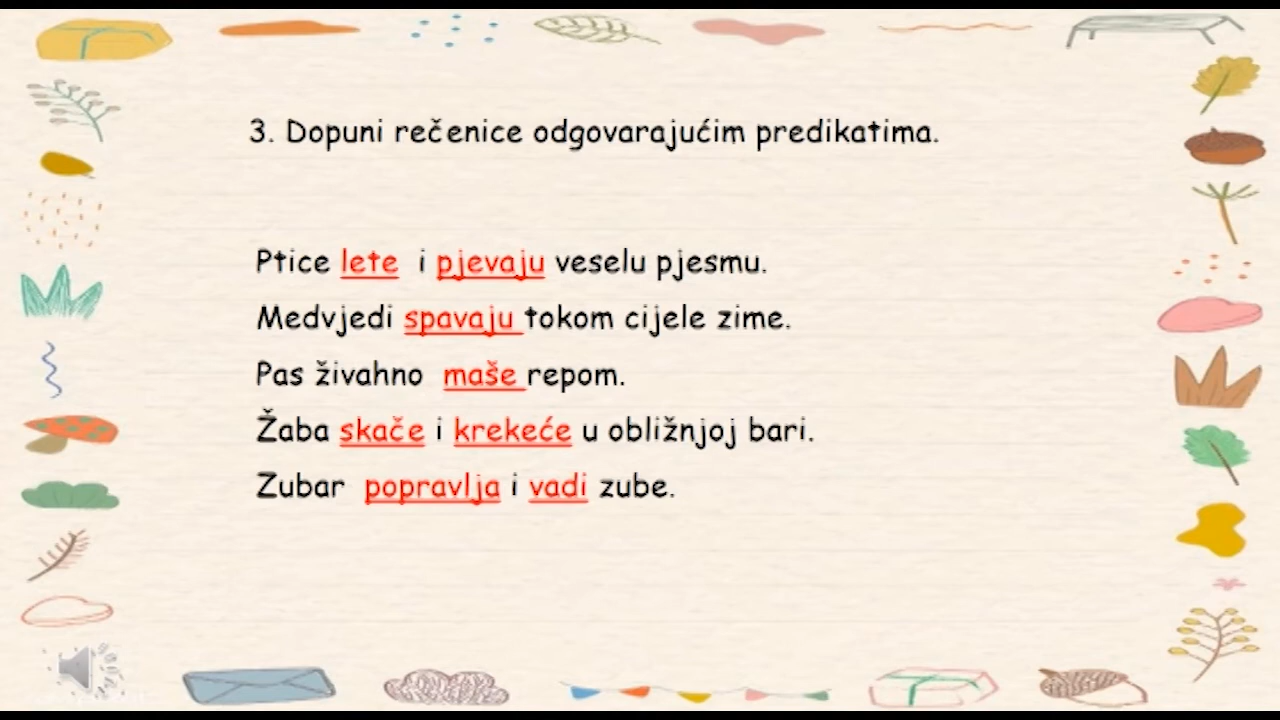 3. Dopuni rečenice odgovarajućim predikatima.
Ptice lete i pjevaju veselu pjesmu.
Medvjedi spavaju tokom cijele zime.
Pas živahno maše repom.
Žaba skače i krekeće u obližnjoj bari.
Zubar popravlja i vadi zube.